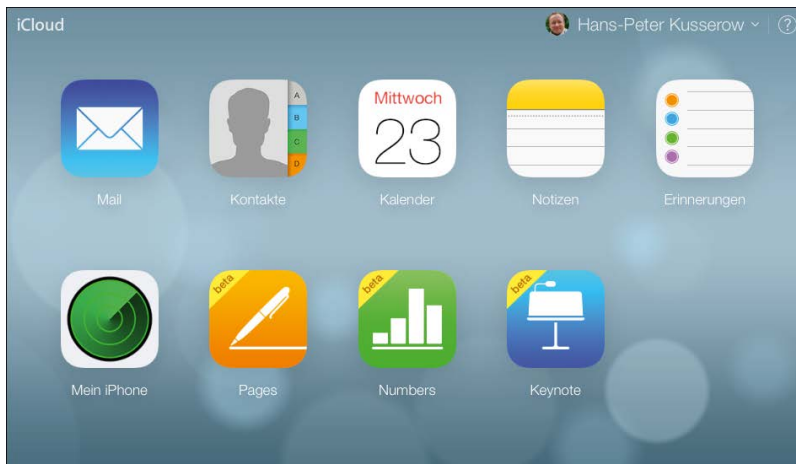 iCloud
Hans-Peter Kusserow
?
Mittwoch
23
A
B
C
D
Mail
Kontakte
Kalender
Notizen
Erinnerungen
beta
beta
beta
Mein iPhone
Pages
Numbers
Keynote